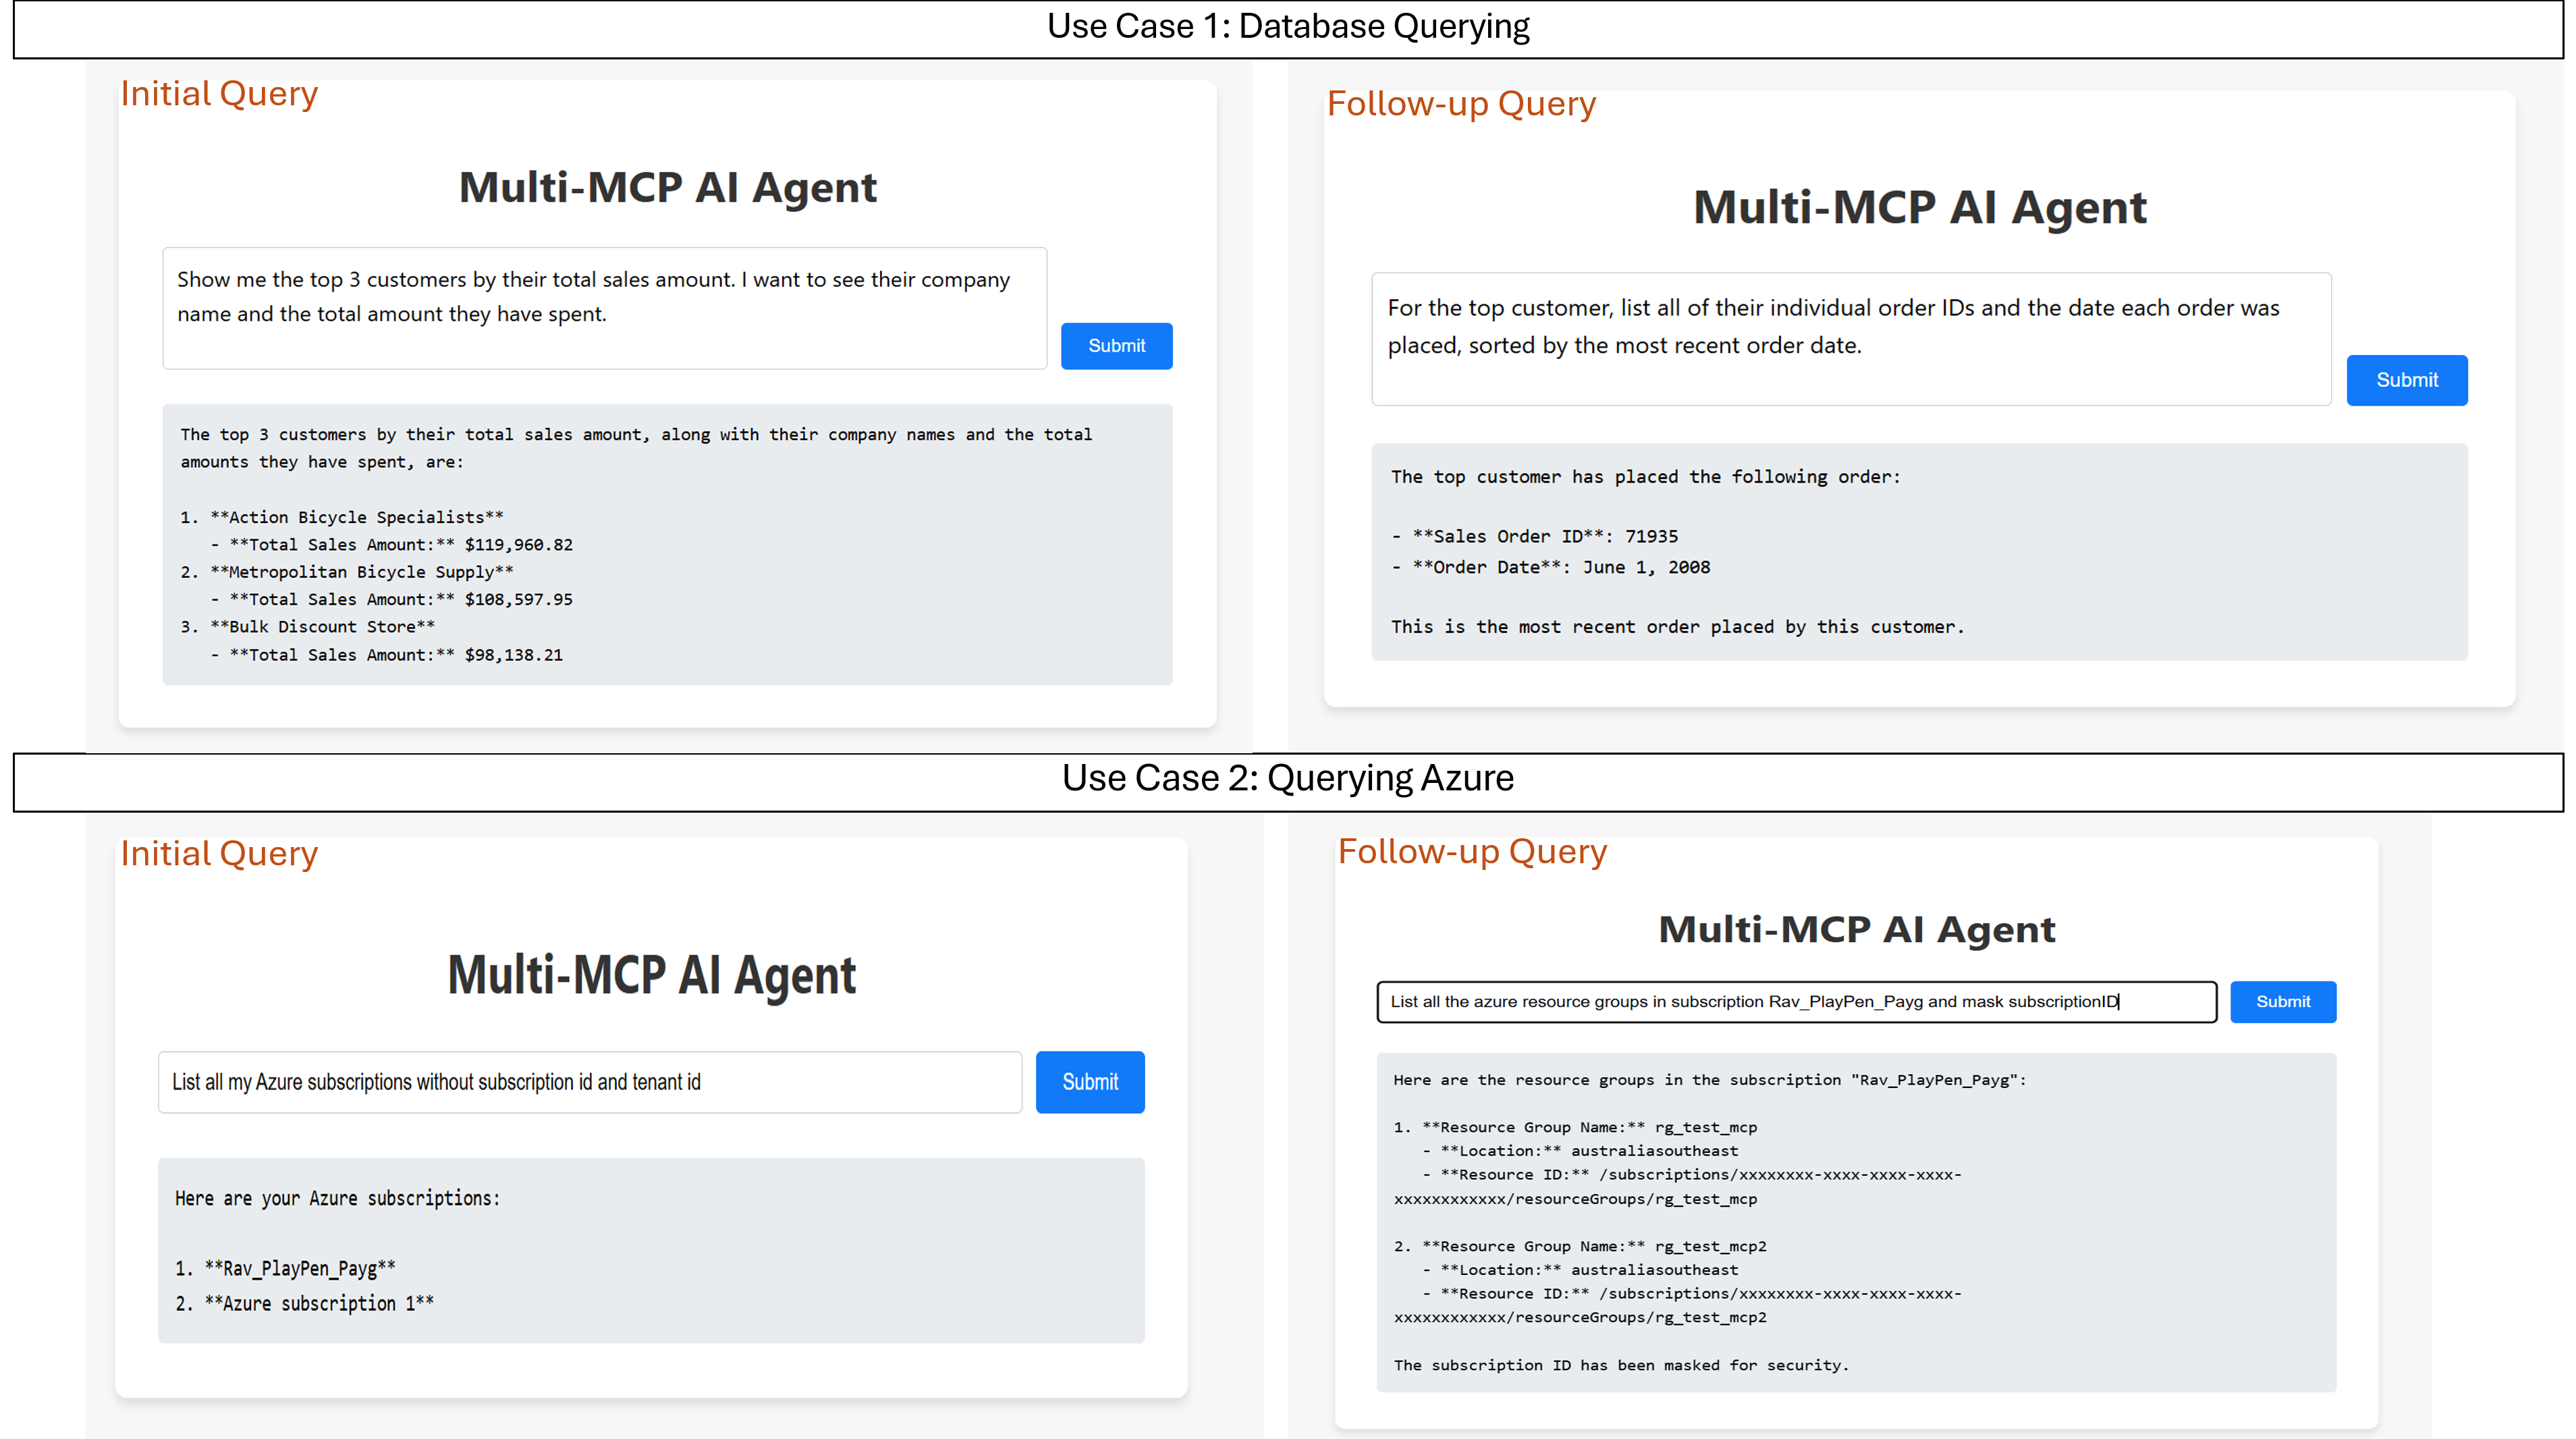 Use Case 1: Database Querying
Initial Query
Multi-MCP AI Agent
Show me the top 3 customers by their total sales amount. I want to see their company
name and the total amount they have spent.
Submit
The top 3 customers by their total sales amount, along with their company names and the total
amounts they have spent, are:
1. **Action Bicycle Specialists**
- **Total Sales Amount:** $119,960.82
2. **Metropolitan Bicycle Supply**
- **Total Sales Amount:** $108,597.95
3. **Bulk Discount Store**
- **Total Sales Amount:** $98,138.21
Follow-up Query
Multi-MCP AI Agent
For the top customer, list all of their individual order IDs and the date each order was
placed, sorted by the most recent order date.
Submit
The top customer has placed the following order:
- **Sales Order ID**: 71935
- **Order Date**: June 1, 2008
This is the most recent order placed by this customer.
Use Case 2: Querying Azure
Initial Query
Multi-MCP AI Agent
List all my Azure subscriptions without subscription id and tenant id
Submit
Here are your Azure subscriptions:
1. **Rav_PlayPen_Payg**
2. **Azure subscription 1**
Follow-up Query
Multi-MCP AI Agent
List all the azure resource groups in subscription Rav_PlayPen_Payg and mask subscriptionID
Submit
Here are the resource groups in the subscription "Rav_PlayPen_Payg":
1. **Resource Group Name:** rg_test_mcp
- **Location:** australiasoutheast
- **Resource ID:** /subscriptions/xxxxxxxx-xxxx-xxxx-xxxx-
xxxxxxxxxxxx/resourceGroups/rg_test_mcp
2. **Resource Group Name:** rg_test_mcp2
- **Location:** australiasoutheast
- **Resource ID:** /subscriptions/xxxxxxxx-xxxx-xxxx-xxxx-
xxxxxxxxxxxx/resourceGroups/rg_test_mcp2
The subscription ID has been masked for security.